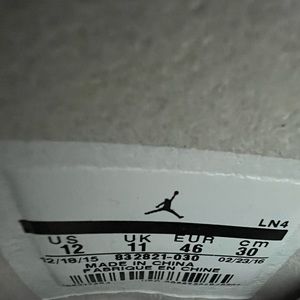 LN4
US UK EUR cm
12 11 46 30
12/18/15 832821-030 02/23/16
MADE IN CHINA
FABRIQUE EN CHINE